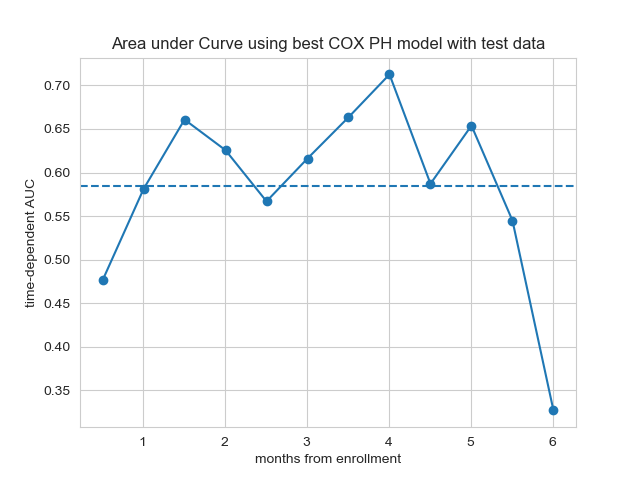 Area under Curve using best COX PH model with test data
time-dependent AUC
0.70
0.65
0.60
0.55
0.50
0.45
0.40
0.35
1 2 3 4 5 6
months from enrollment